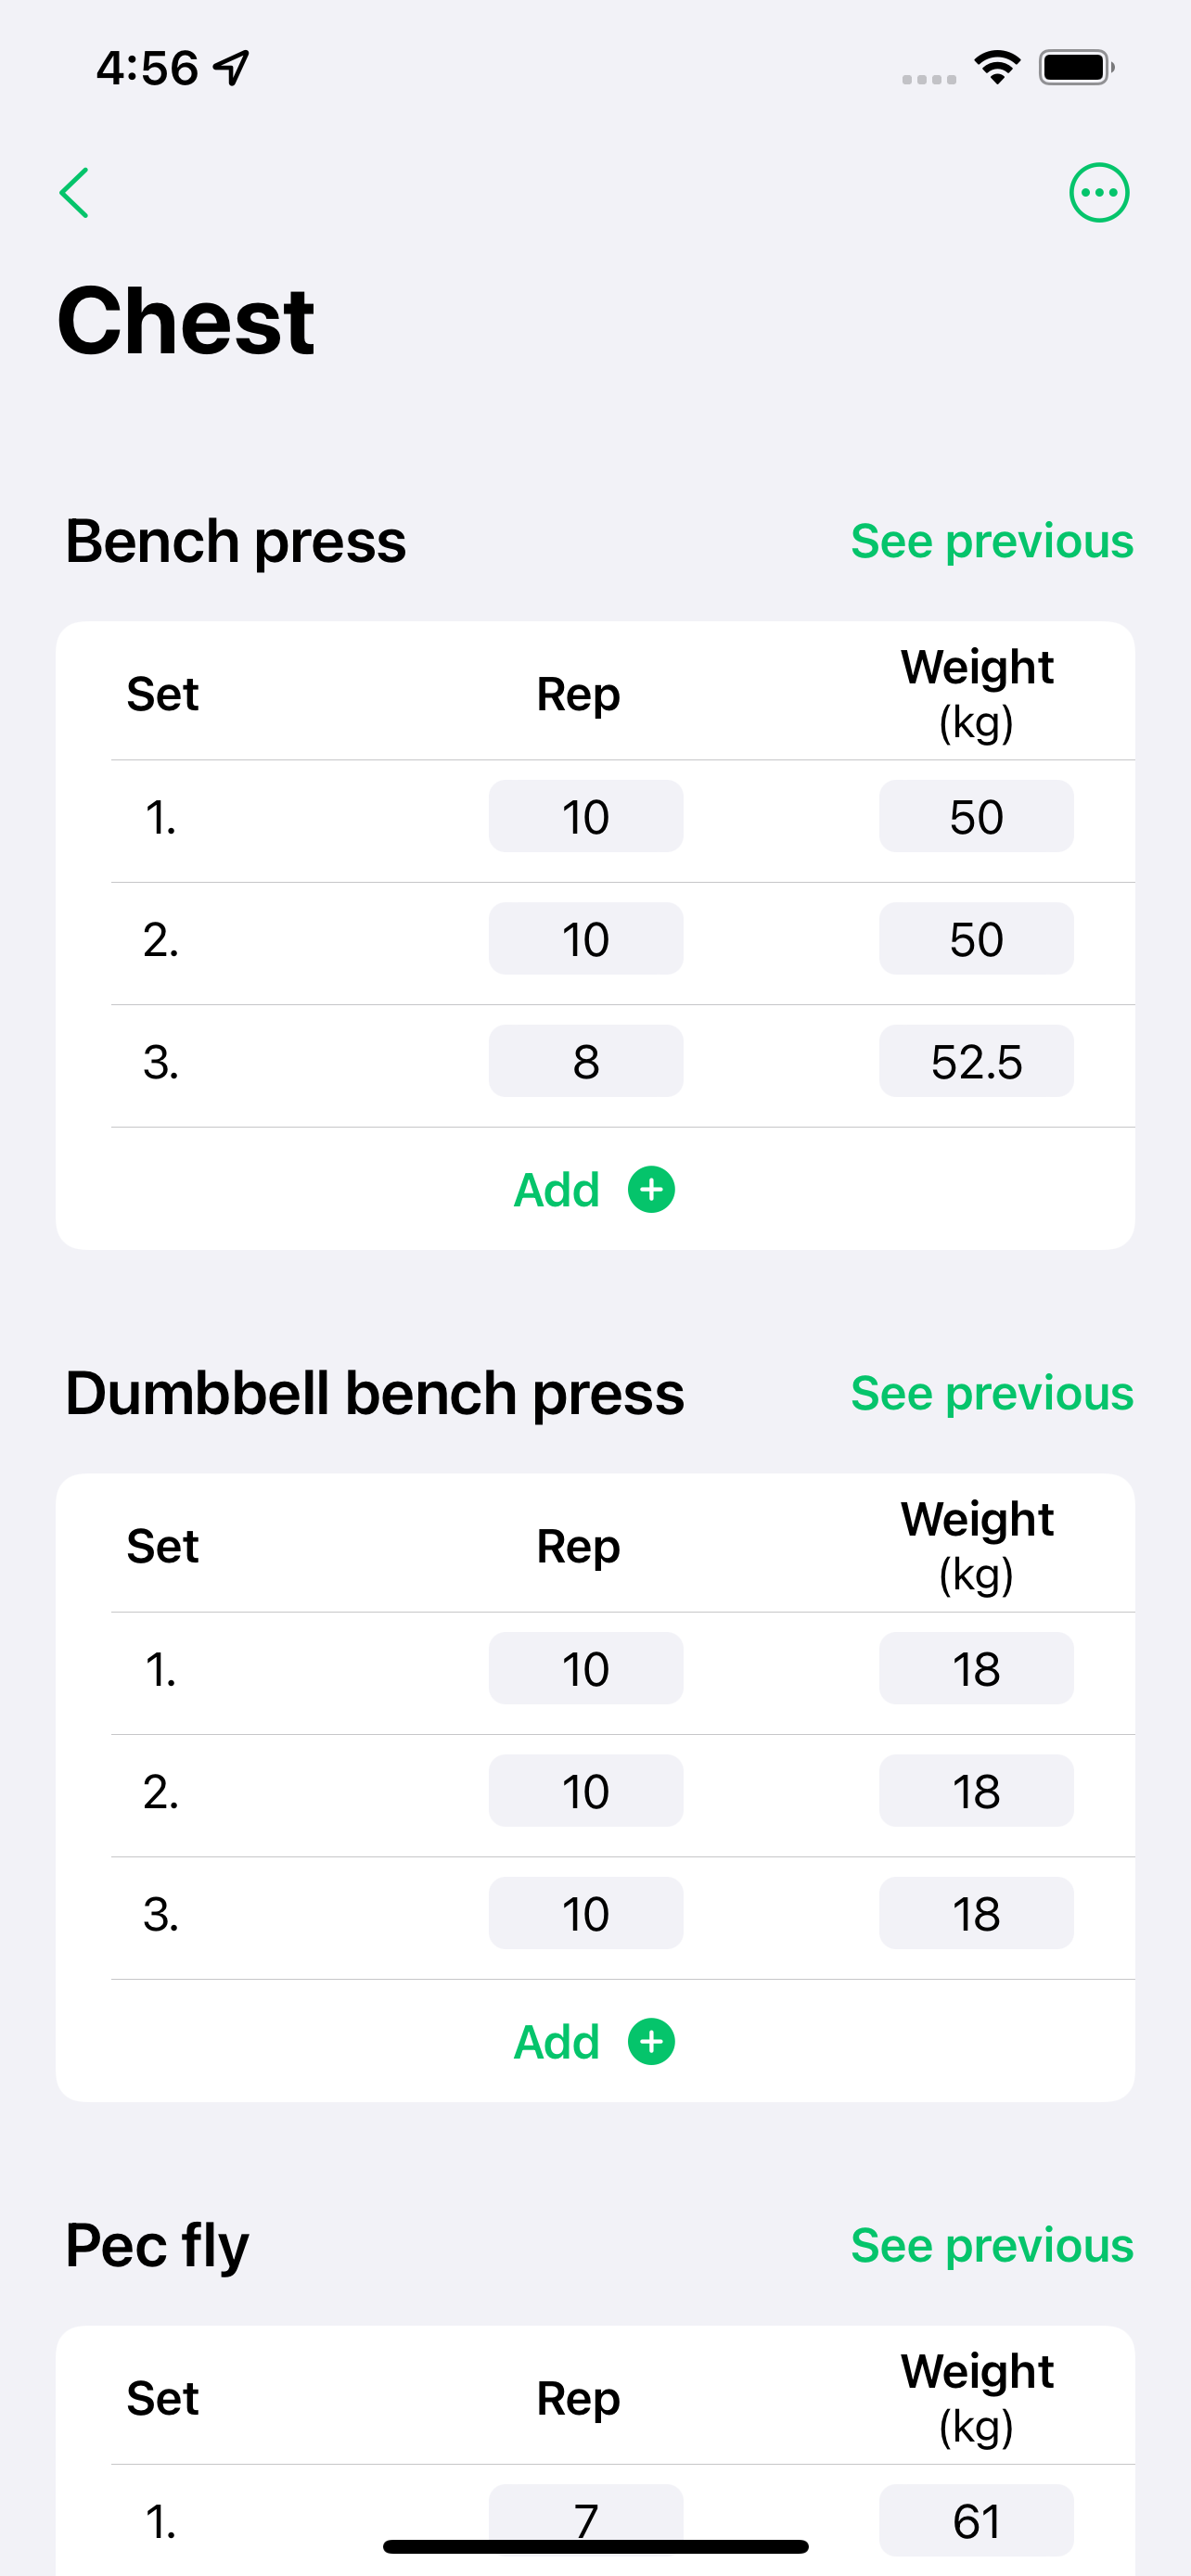 4:56
Chest
Bench press See previous
Set Rep Weight (kg)
1. 10 50
2. 10 50
3. 8 52.5
Add
Dumbbell bench press See previous
Set Rep Weight (kg)
1. 10 18
2. 10 18
3. 10 18
Add
Pec fly See previous
Set Rep Weight (kg)
1. 7 61